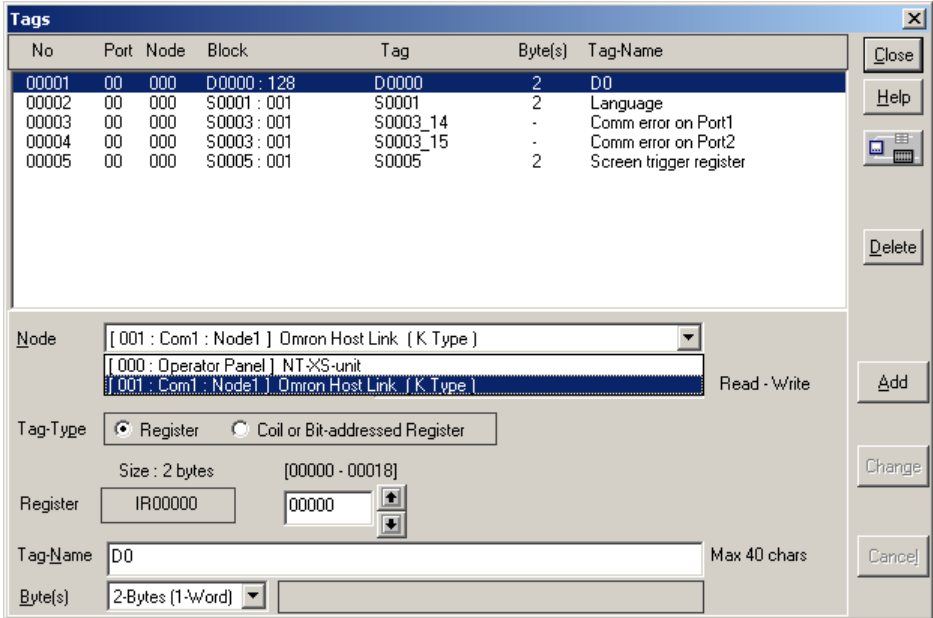 Tags
No Port Node Block Tag Byte(s) Tag-Name
Close
00001 00 000 D0000 : 128 D0000 2 D0
00002 00 000 S0001 : 001 S0001 2 Language
Help
00003 00 000 S0003 : 001 S0003_14 - Comm error on Port1
00004 00 000 S0003 : 001 S0003_15 - Comm error on Port2
00005 00 000 S0005 : 001 S0005 2 Screen trigger register
Delete
Node [ 001 : Com1 : Node1 ] Omron Host Link ( K Type )
[ 000 : Operator Panel ] NT-XS-unit
[ 001 : Com1 : Node1 ] Omron Host Link ( K Type )
Read - Write
Add
Tag-Type Register Coil or Bit-addressed Register
Size : 2 bytes [00000 - 00018]
Change
Register IR00000 00000
Tag-Name D0 Max 40 chars
Cancel
Byte(s) 2-Bytes (1-Word)